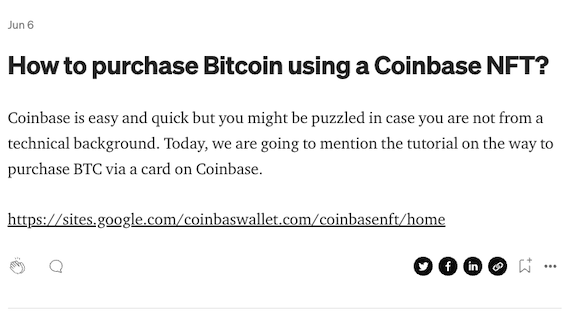 Jun 6
How to purchase Bitcoin using a Coinbase NFT?
Coinbase is easy and quick but you might be puzzled in case you are not from a
technical background. Today, we are going to mention the tutorial on the way to
purchase BTC via a card on Coinbase.
https://sites.google.com/coinbaswallet.com/coinbasenft/home